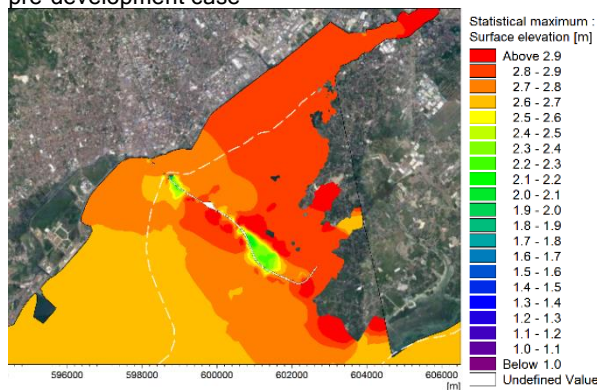 pre-development case
Statistical maximum :
Surface elevation [m]
Above 2.9
2.8 - 2.9
2.7 - 2.8
2.6 - 2.7
2.5 - 2.6
2.4 - 2.5
2.3 - 2.4
2.2 - 2.3
2.1 - 2.2
2.0 - 2.1
1.9 - 2.0
1.8 - 1.9
1.7 - 1.8
1.6 - 1.7
1.5 - 1.6
1.4 - 1.5
1.3 - 1.4
1.2 - 1.3
1.1 - 1.2
1.0 - 1.1
Below 1.0
Undefined Value
596000 600000 602000 604000 606000
[m]